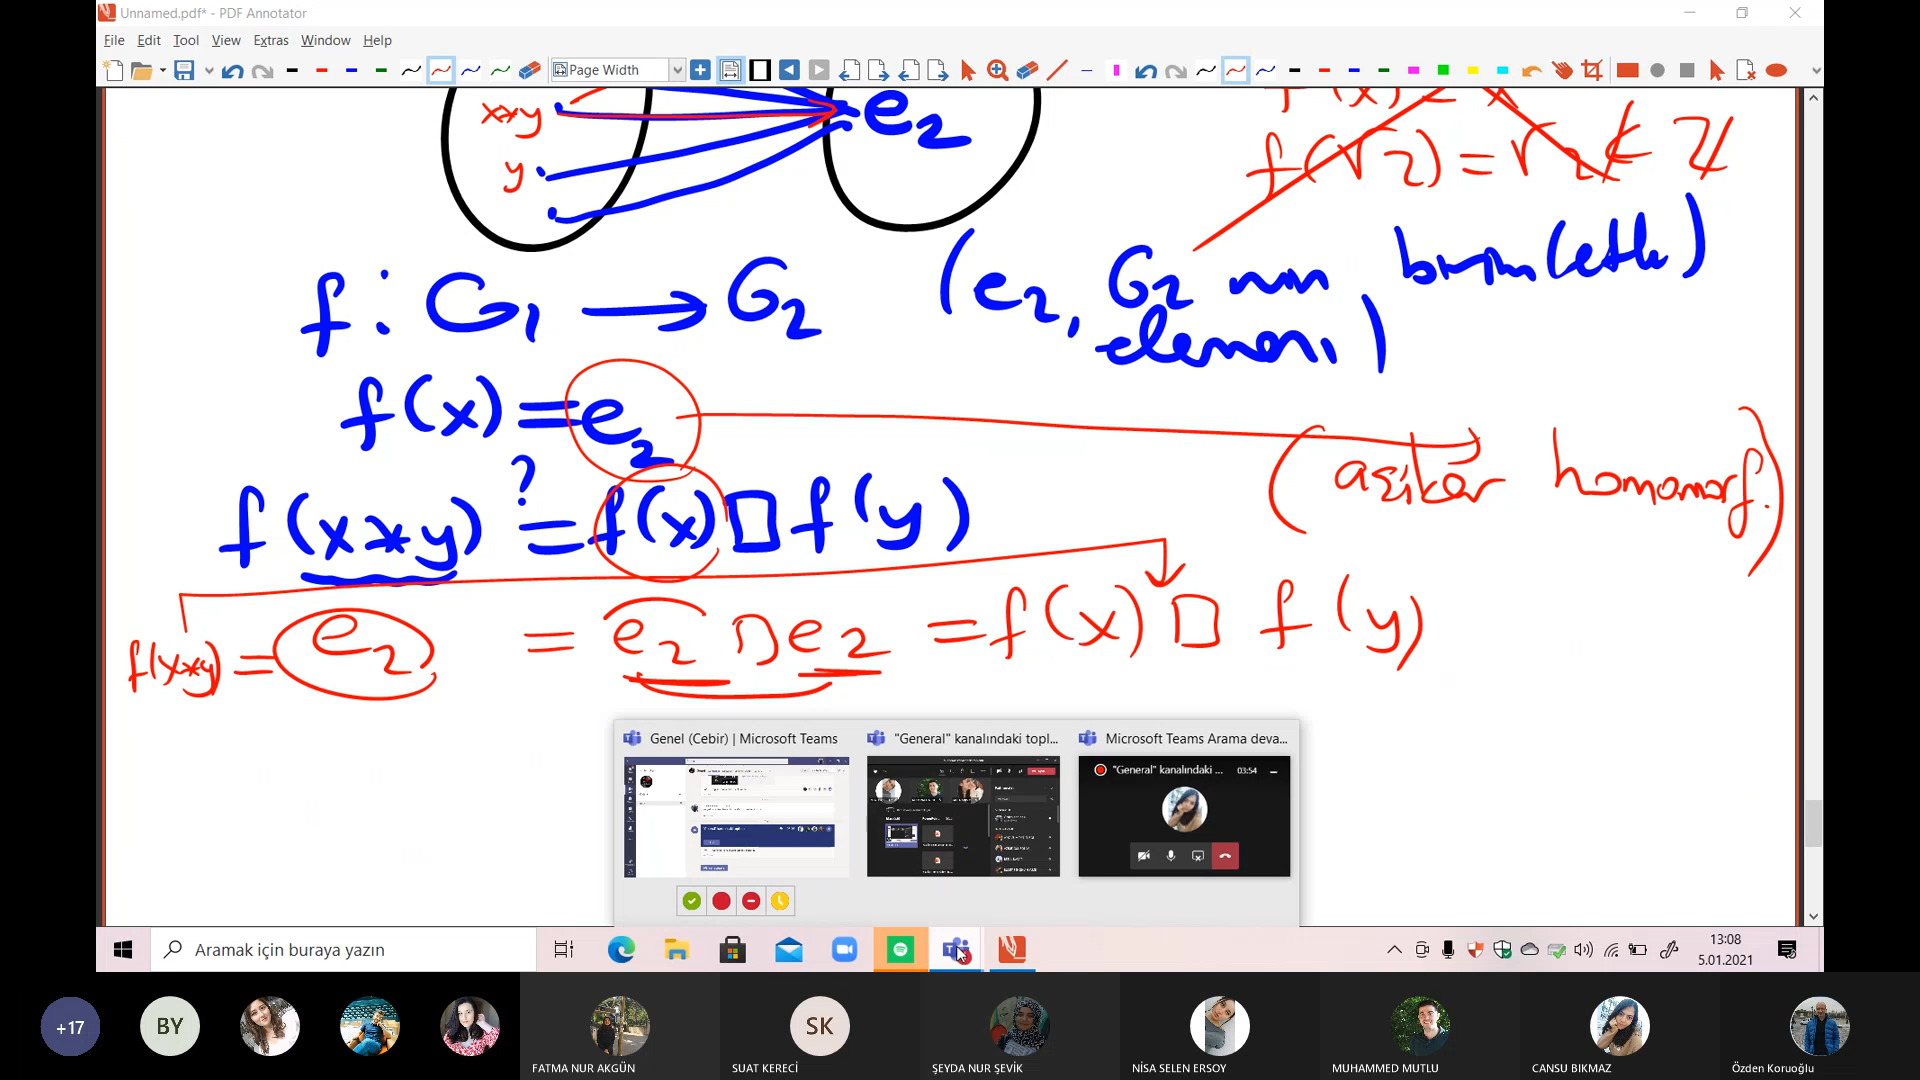 Unnamed.pdf* - PDF Annotator
File Edit Tool View Extras Window Help
Page Width
x*y
y
e₂
f(√2) = √2 ∉ ℤ
f : G₁ → G₂ (e₂, G₂ nin birim(etkisiz) elemanı)
f(x) = e₂
(aşikar homomorf.)
f(x*y) ?= f(x) □ f(y)
f(x*y) = e₂ = e₂ □ e₂ = f(x) □ f(y)
Genel (Cebir) | Microsoft Teams
"General" kanalındaki topl...
Microsoft Teams Arama deva...
"General" kanalındaki ... 03:54
Aramak için buraya yazın
13:08
5.01.2021
+17
BY
SK
FATMA NUR AKGÜN
SUAT KERECİ
ŞEYDA NUR ŞEVİK
NİSA SELEN ERSOY
MUHAMMED MUTLU
CANSU BIKMAZ
Özden Koruoğlu